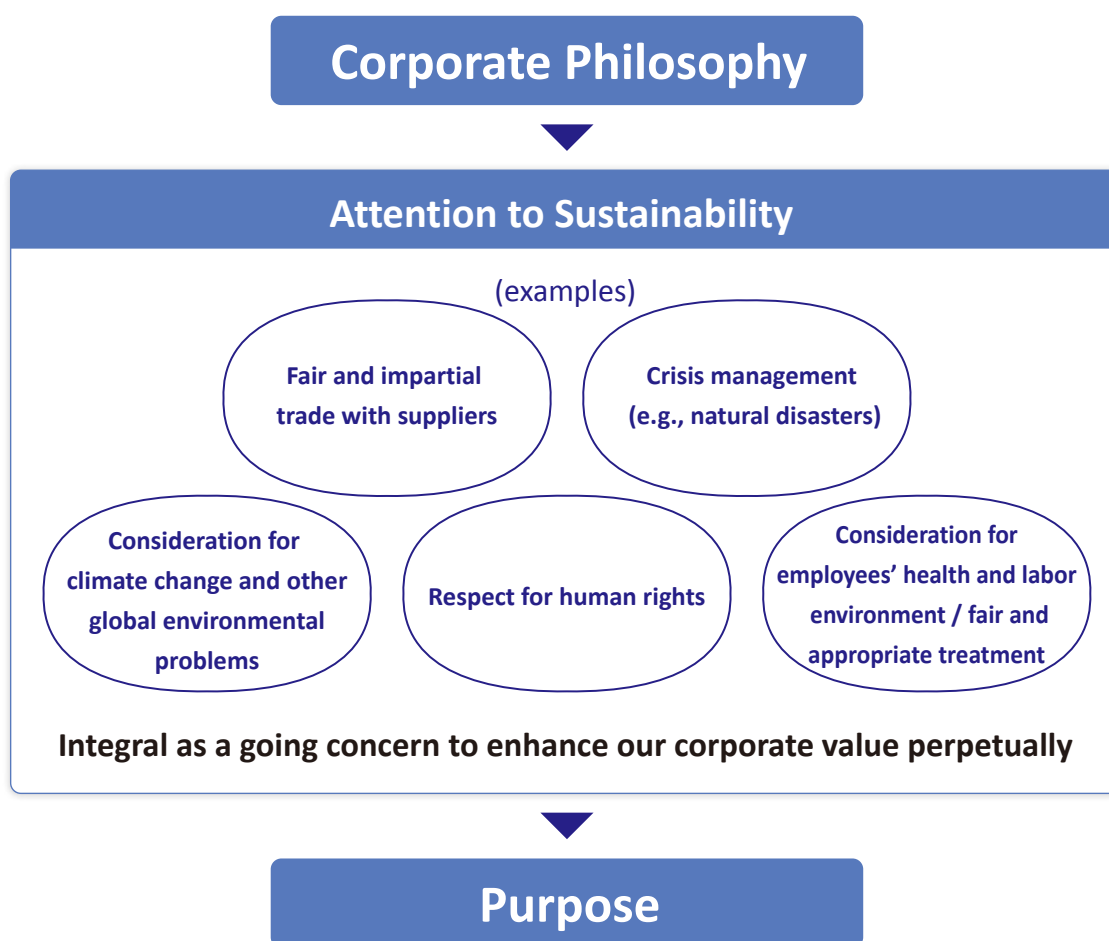 Corporate Philosophy
Attention to Sustainability
(examples)
Fair and impartial
trade with suppliers
Crisis management
(e.g., natural disasters)
Consideration for
climate change and other
global environmental
problems
Respect for human rights
Consideration for
employees’ health and labor
environment / fair and
appropriate treatment
Integral as a going concern to enhance our corporate value perpetually
Purpose